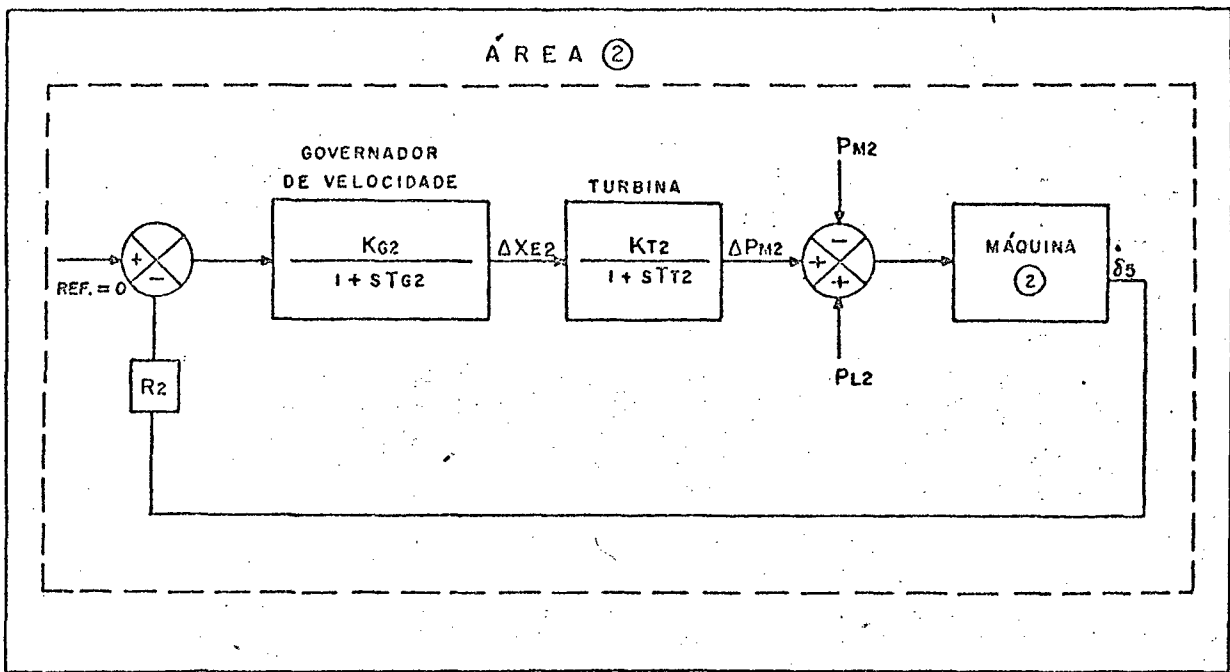 ÁREA ②
GOVERNADOR
DE VELOCIDADE
TURBINA
PM2
KG2
1 + STG2
ΔXE2
KT2
1 + STT2
ΔPM2
MÁQUINA
②
δ̇5
+
-
-
+
+
REF. = 0
R2
PL2